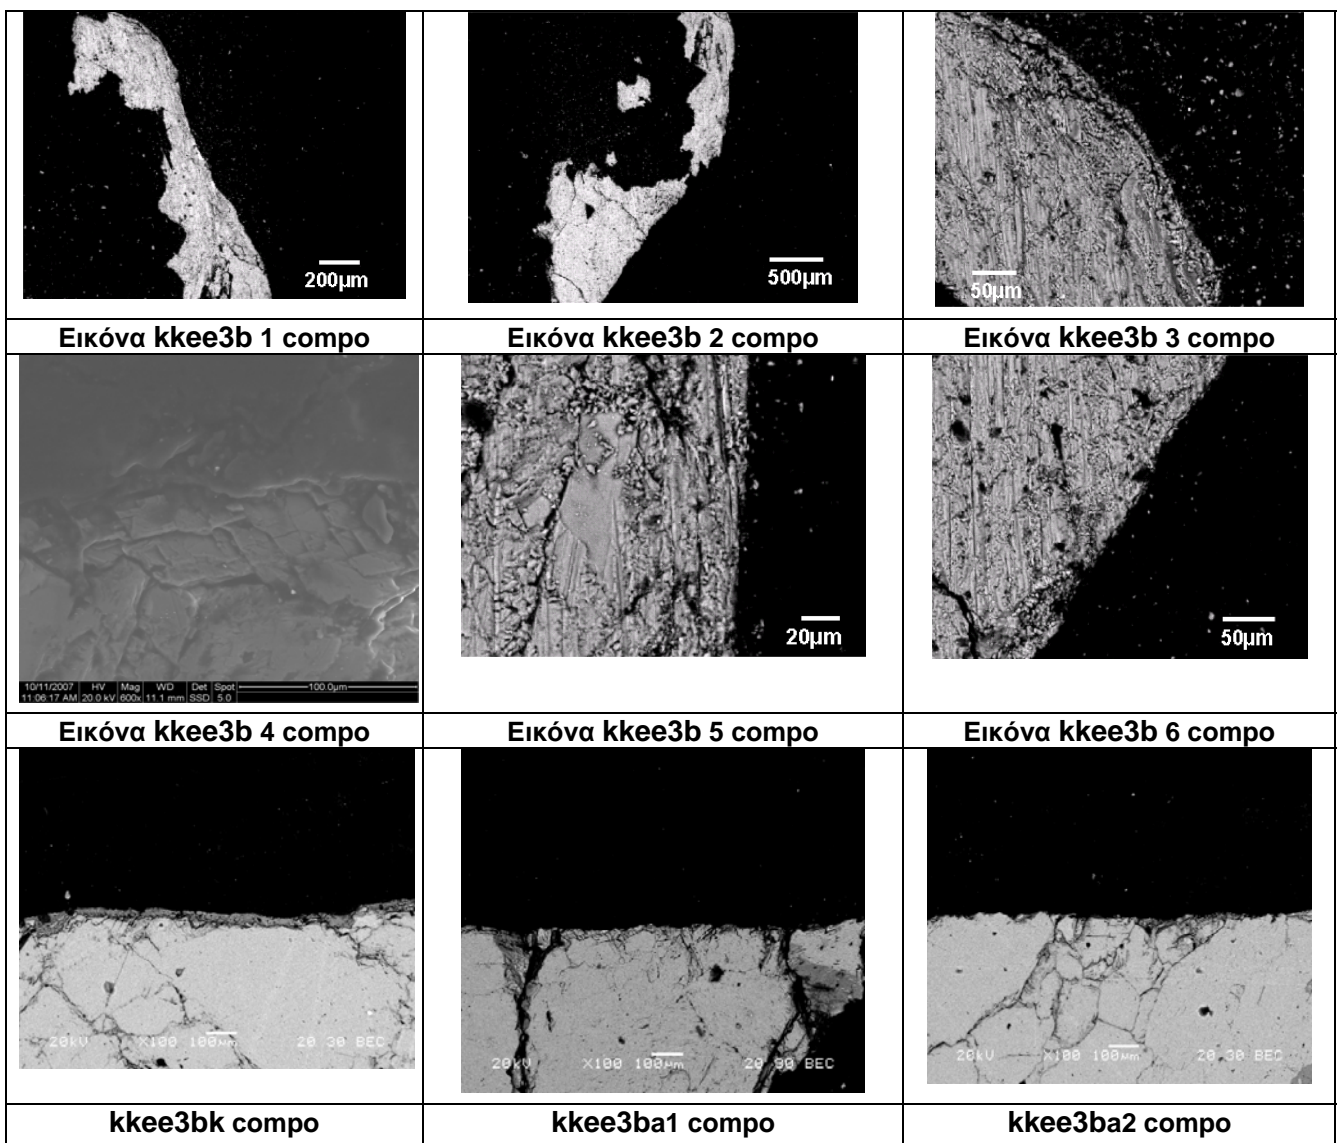 200µm
500µm
50µm
Εικόνα kkee3b 1 compo
Εικόνα kkee3b 2 compo
Εικόνα kkee3b 3 compo
10/11/2007 HV Mag WD Det Spot 100.0µm
11:06:17 AM 20.0 kV 600x 11.1 mm SSD 5.0
20µm
50µm
Εικόνα kkee3b 4 compo
Εικόνα kkee3b 5 compo
Εικόνα kkee3b 6 compo
20kV X100 100µm 20 30 BEC
20kV X100 100µm 20 30 BEC
20kV X100 100µm 20 30 BEC
kkee3bk compo
kkee3ba1 compo
kkee3ba2 compo